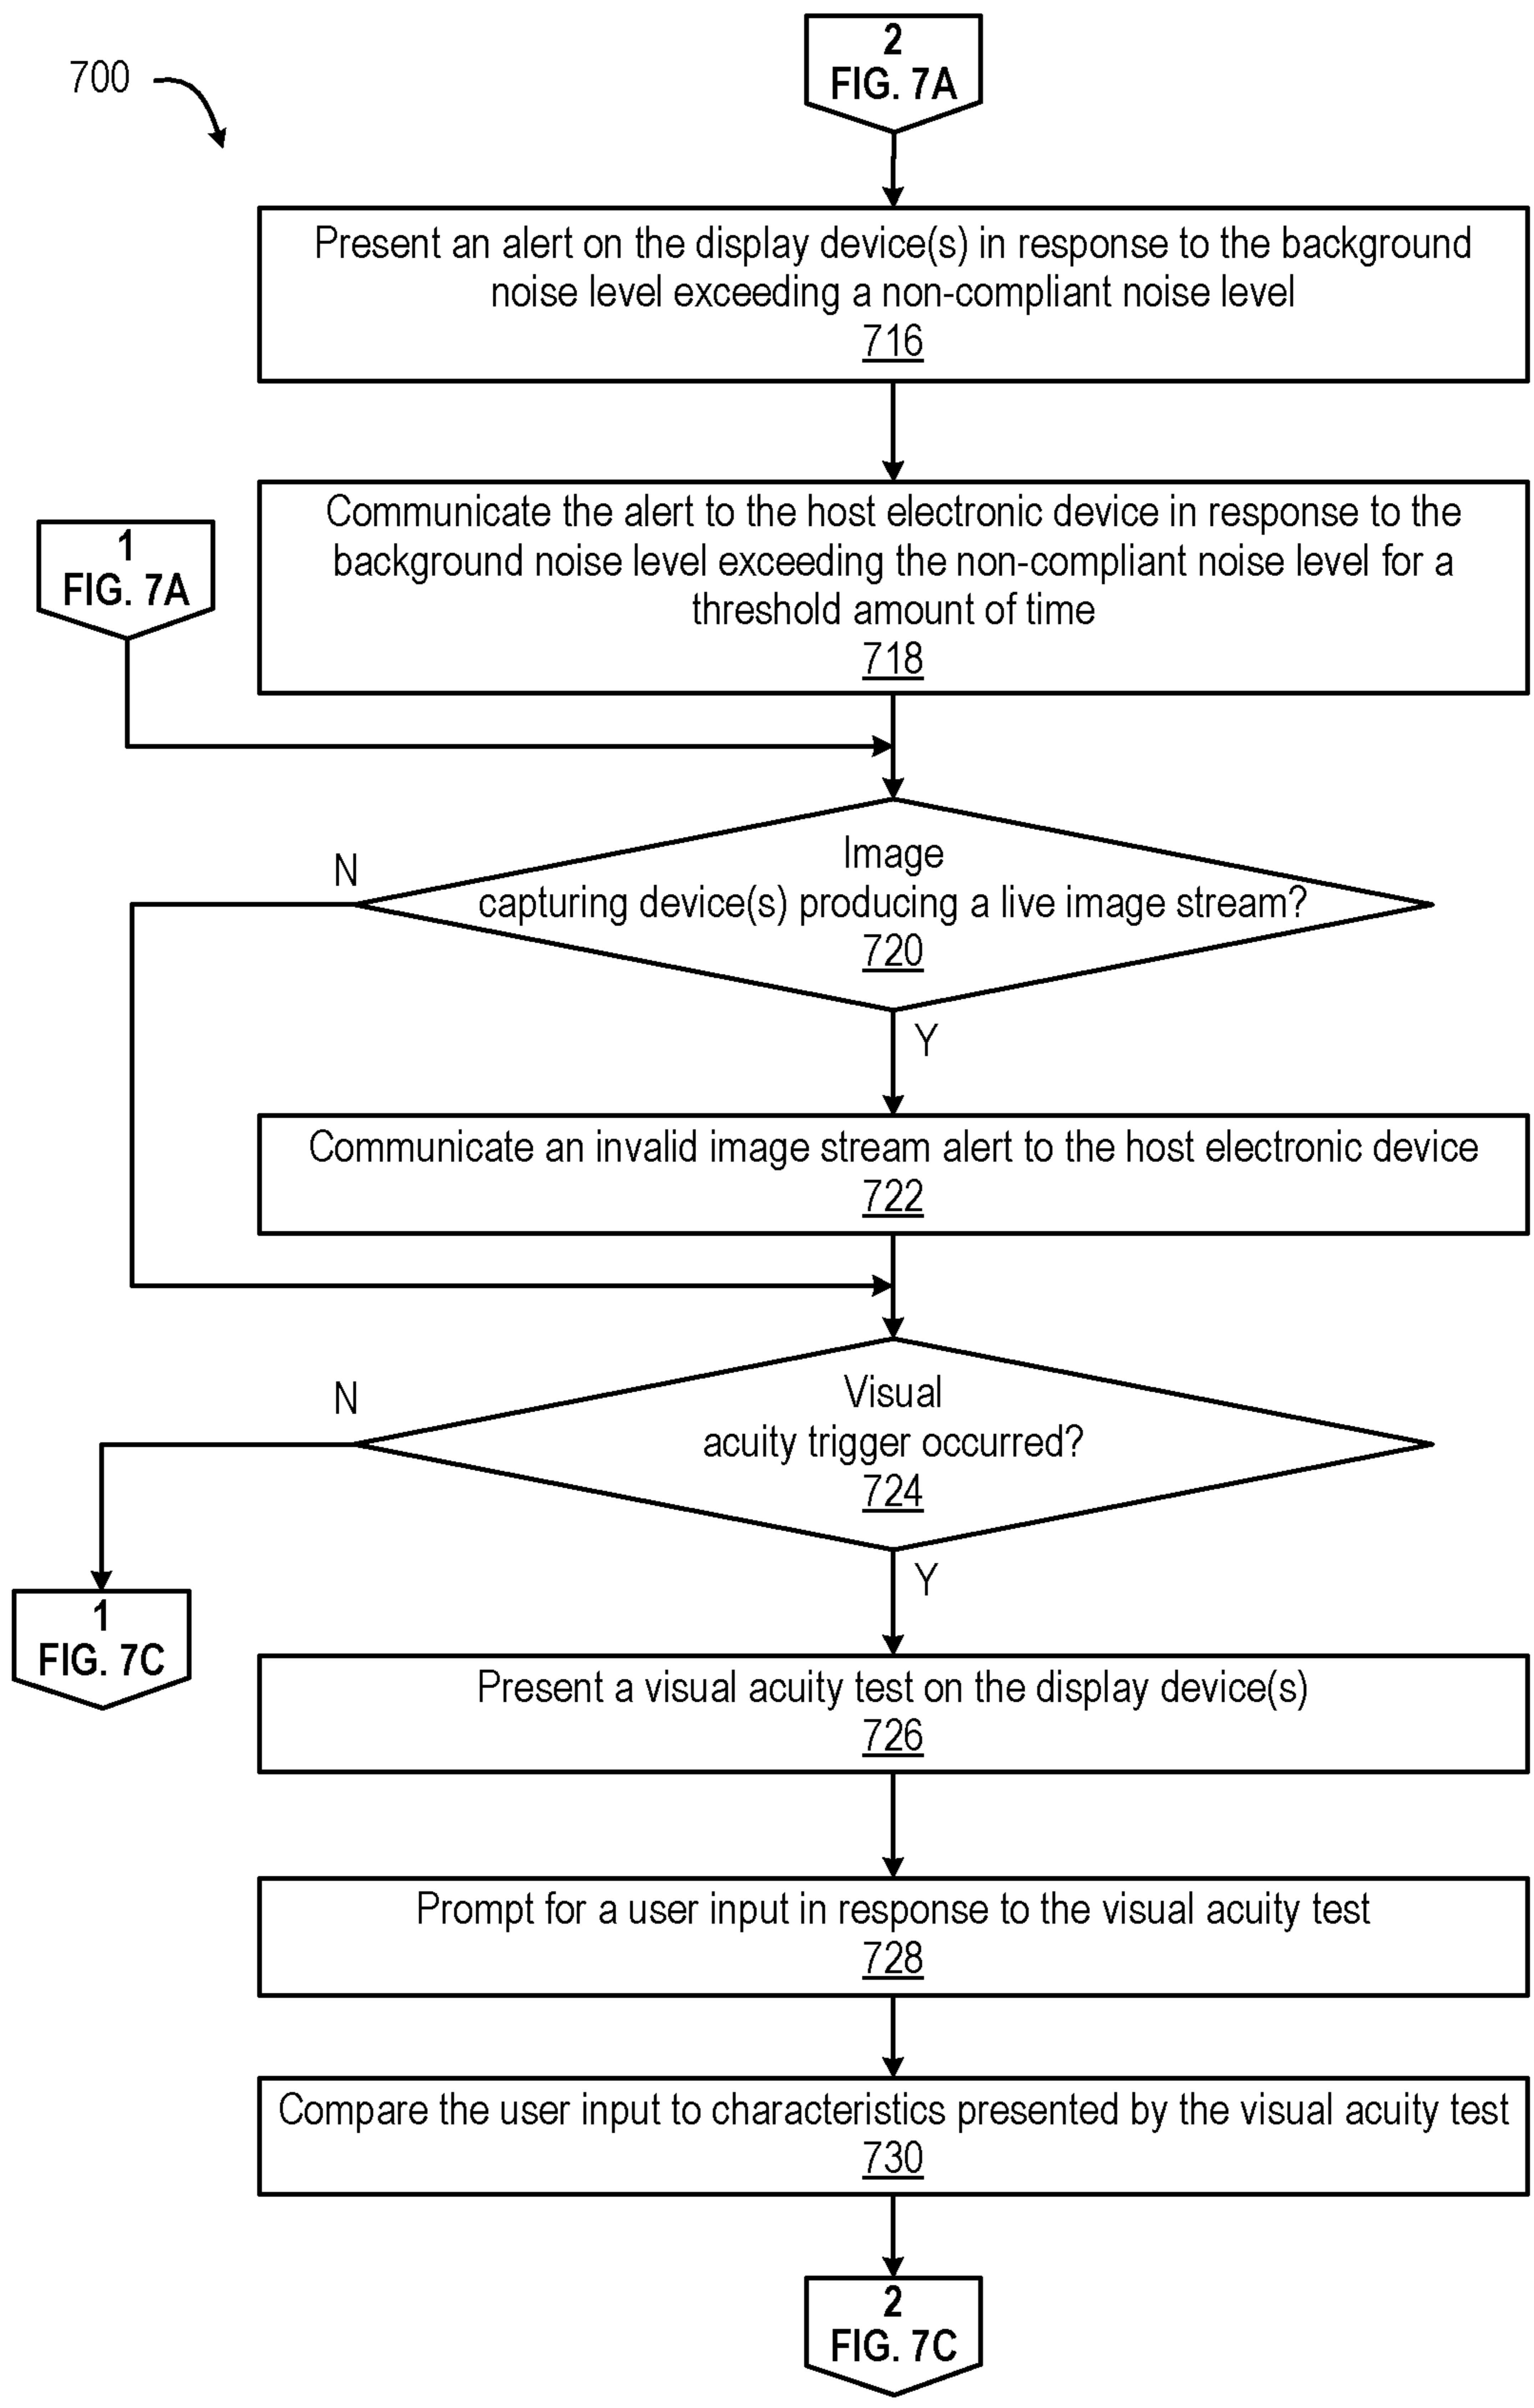 700
2
FIG. 7A
Present an alert on the display device(s) in response to the background
noise level exceeding a non-compliant noise level
716
Communicate the alert to the host electronic device in response to the
background noise level exceeding the non-compliant noise level for a
threshold amount of time
718
1
FIG. 7A
Image
capturing device(s) producing a live image stream?
720
N
Y
Communicate an invalid image stream alert to the host electronic device
722
Visual
acuity trigger occurred?
724
N
Y
1
FIG. 7C
Present a visual acuity test on the display device(s)
726
Prompt for a user input in response to the visual acuity test
728
Compare the user input to characteristics presented by the visual acuity test
730
2
FIG. 7C